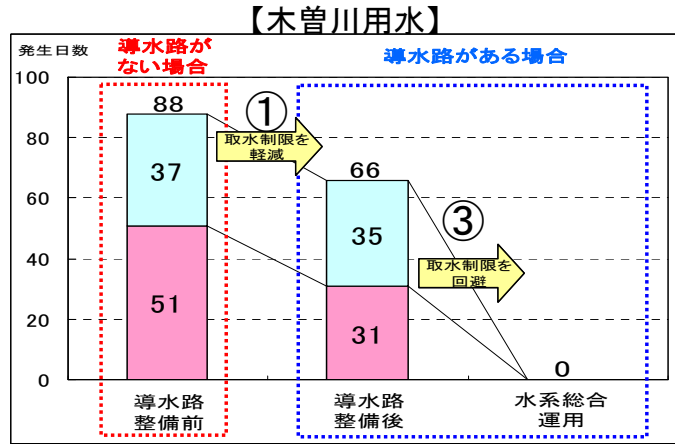 【木曽川用水】
発生日数
導水路が
ない場合
導水路がある場合
100
80
60
40
20
0
88
37
51
①
取水制限を
軽減
66
35
31
③
取水制限を
回避
0
導水路
整備前
導水路
整備後
水系総合
運用